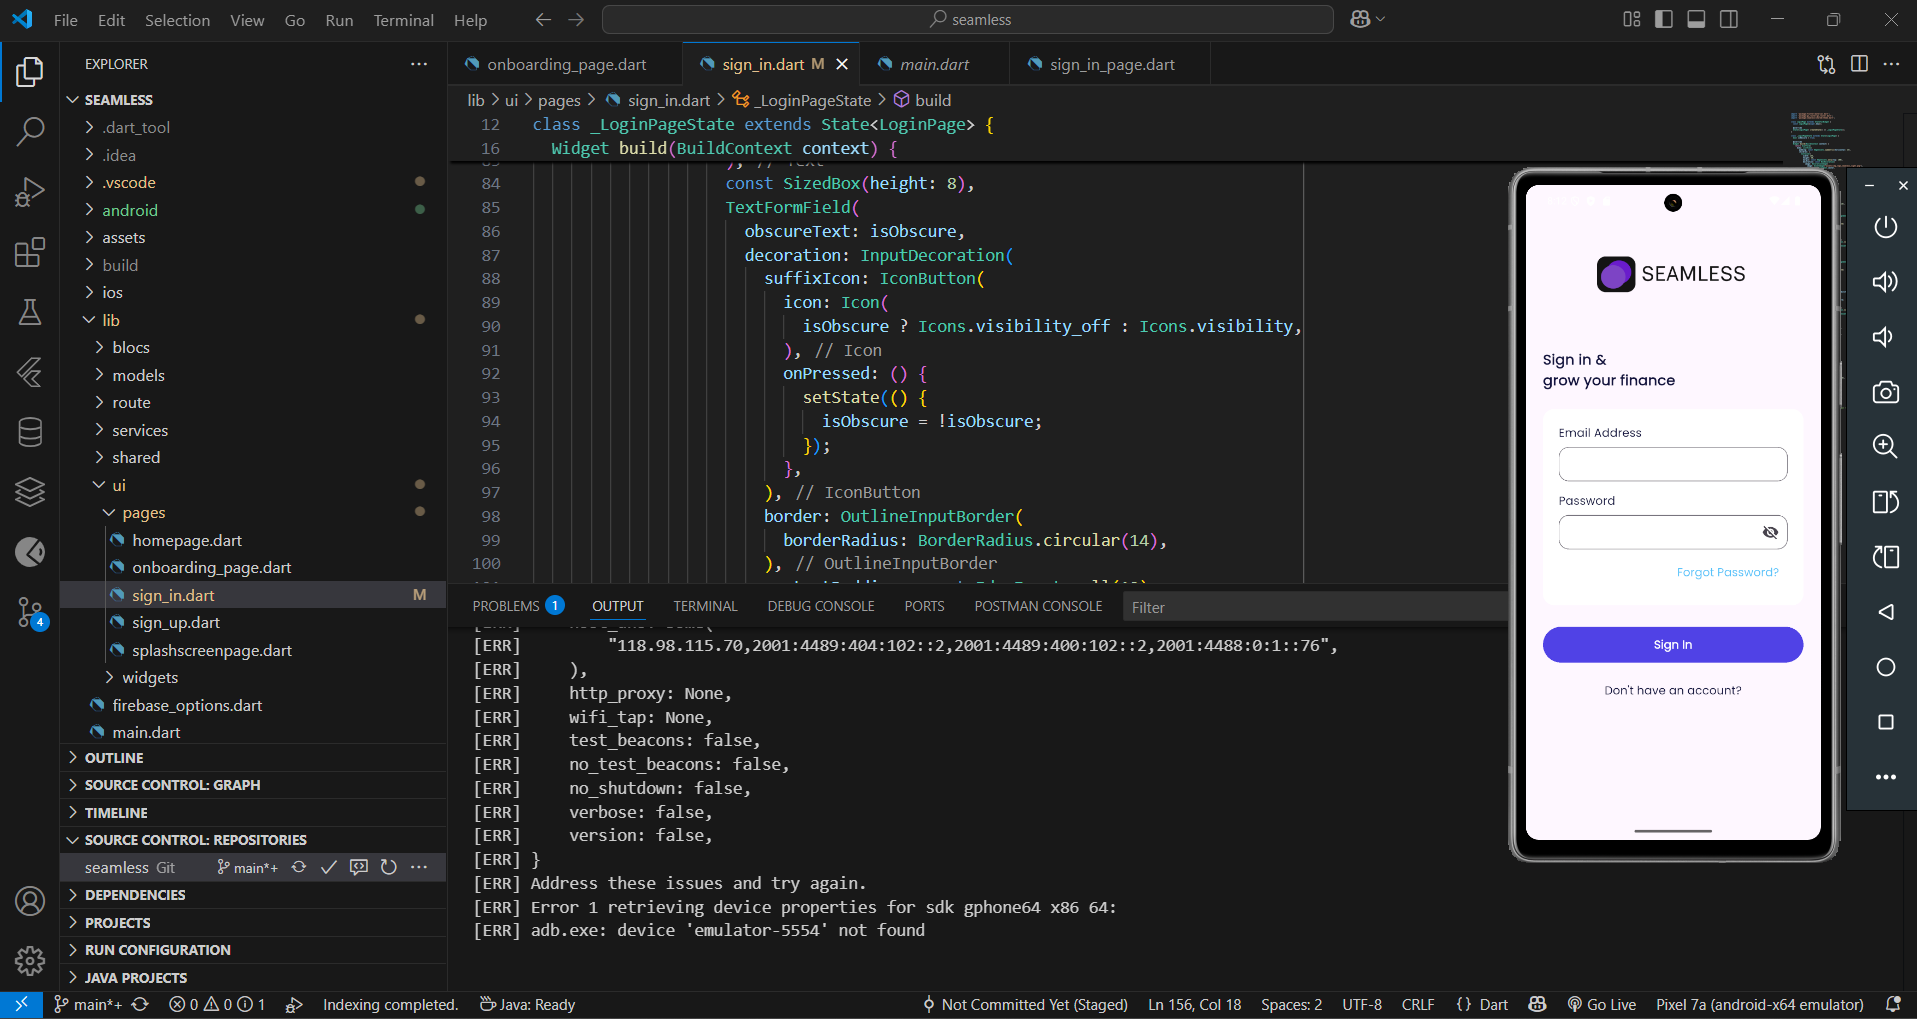 File Edit Selection View Go Run Terminal Help
seamless
EXPLORER
onboarding_page.dart
sign_in.dart M
main.dart
sign_in_page.dart
SEAMLESS
.dart_tool
.idea
.vscode
android
assets
build
ios
lib
blocs
models
route
services
shared
ui
pages
homepage.dart
onboarding_page.dart
sign_in.dart M
sign_up.dart
splashscreenpage.dart
widgets
firebase_options.dart
main.dart
OUTLINE
SOURCE CONTROL: GRAPH
TIMELINE
SOURCE CONTROL: REPOSITORIES
seamless Git main*+
DEPENDENCIES
PROJECTS
RUN CONFIGURATION
JAVA PROJECTS
4
lib > ui > pages > sign_in.dart > _LoginPageState > build
12 class _LoginPageState extends State<LoginPage> {
16 Widget build(BuildContext context) {
), // Text
84 const SizedBox(height: 8),
85 TextFormField(
86 obscureText: isObscure,
87 decoration: InputDecoration(
88 suffixIcon: IconButton(
89 icon: Icon(
90 isObscure ? Icons.visibility_off : Icons.visibility,
91 ), // Icon
92 onPressed: () {
93 setState(() {
94 isObscure = !isObscure;
95 });
96 },
97 ), // IconButton
98 border: OutlineInputBorder(
99 borderRadius: BorderRadius.circular(14),
100 ), // OutlineInputBorder
PROBLEMS 1 OUTPUT TERMINAL DEBUG CONSOLE PORTS POSTMAN CONSOLE Filter
[ERR] "118.98.115.70,2001:4489:404:102::2,2001:4489:400:102::2,2001:4488:0:1::76",
[ERR] ),
[ERR] http_proxy: None,
[ERR] wifi_tap: None,
[ERR] test_beacons: false,
[ERR] no_test_beacons: false,
[ERR] no_shutdown: false,
[ERR] verbose: false,
[ERR] version: false,
[ERR] }
[ERR] Address these issues and try again.
[ERR] Error 1 retrieving device properties for sdk gphone64 x86 64:
[ERR] adb.exe: device 'emulator-5554' not found
SEAMLESS
Sign in &
grow your finance
Email Address
Password
Forgot Password?
Sign In
Don't have an account?
main*+ 0 0 1 Indexing completed. Java: Ready Not Committed Yet (Staged) Ln 156, Col 18 Spaces: 2 UTF-8 CRLF {} Dart Go Live Pixel 7a (android-x64 emulator)